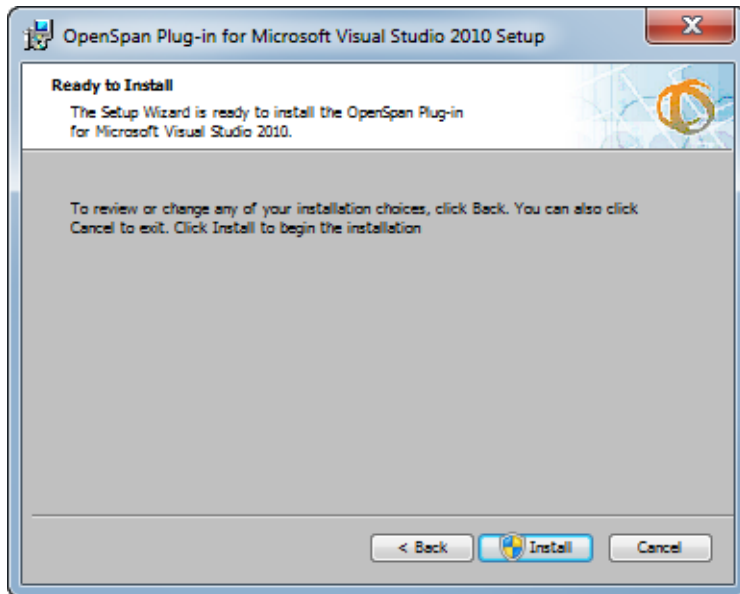 OpenSpan Plug-in for Microsoft Visual Studio 2010 Setup
Ready to Install
The Setup Wizard is ready to install the OpenSpan Plug-in
for Microsoft Visual Studio 2010.
To review or change any of your installation choices, click Back. You can also click
Cancel to exit. Click Install to begin the installation
< Back Install Cancel